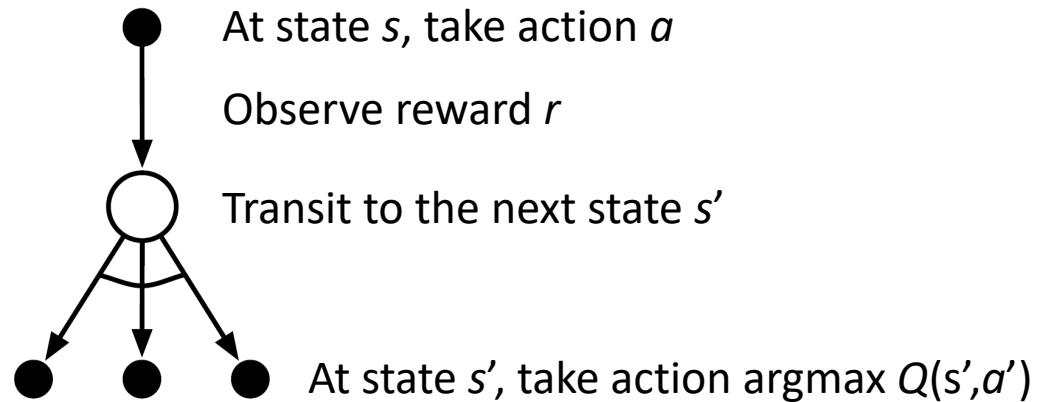 At state s, take action a
Observe reward r
Transit to the next state s’
At state s’, take action argmax Q(s’,a’)